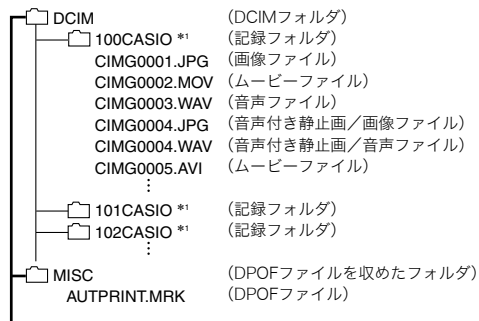 DCIM （DCIMフォルダ）
100CASIO *1 （記録フォルダ）
CIMG0001.JPG （画像ファイル）
CIMG0002.MOV （ムービーファイル）
CIMG0003.WAV （音声ファイル）
CIMG0004.JPG （音声付き静止画／画像ファイル）
CIMG0004.WAV （音声付き静止画／音声ファイル）
CIMG0005.AVI （ムービーファイル）
⋮
101CASIO *1 （記録フォルダ）
102CASIO *1 （記録フォルダ）
⋮
MISC （DPOFファイルを収めたフォルダ）
AUTPRINT.MRK （DPOFファイル）